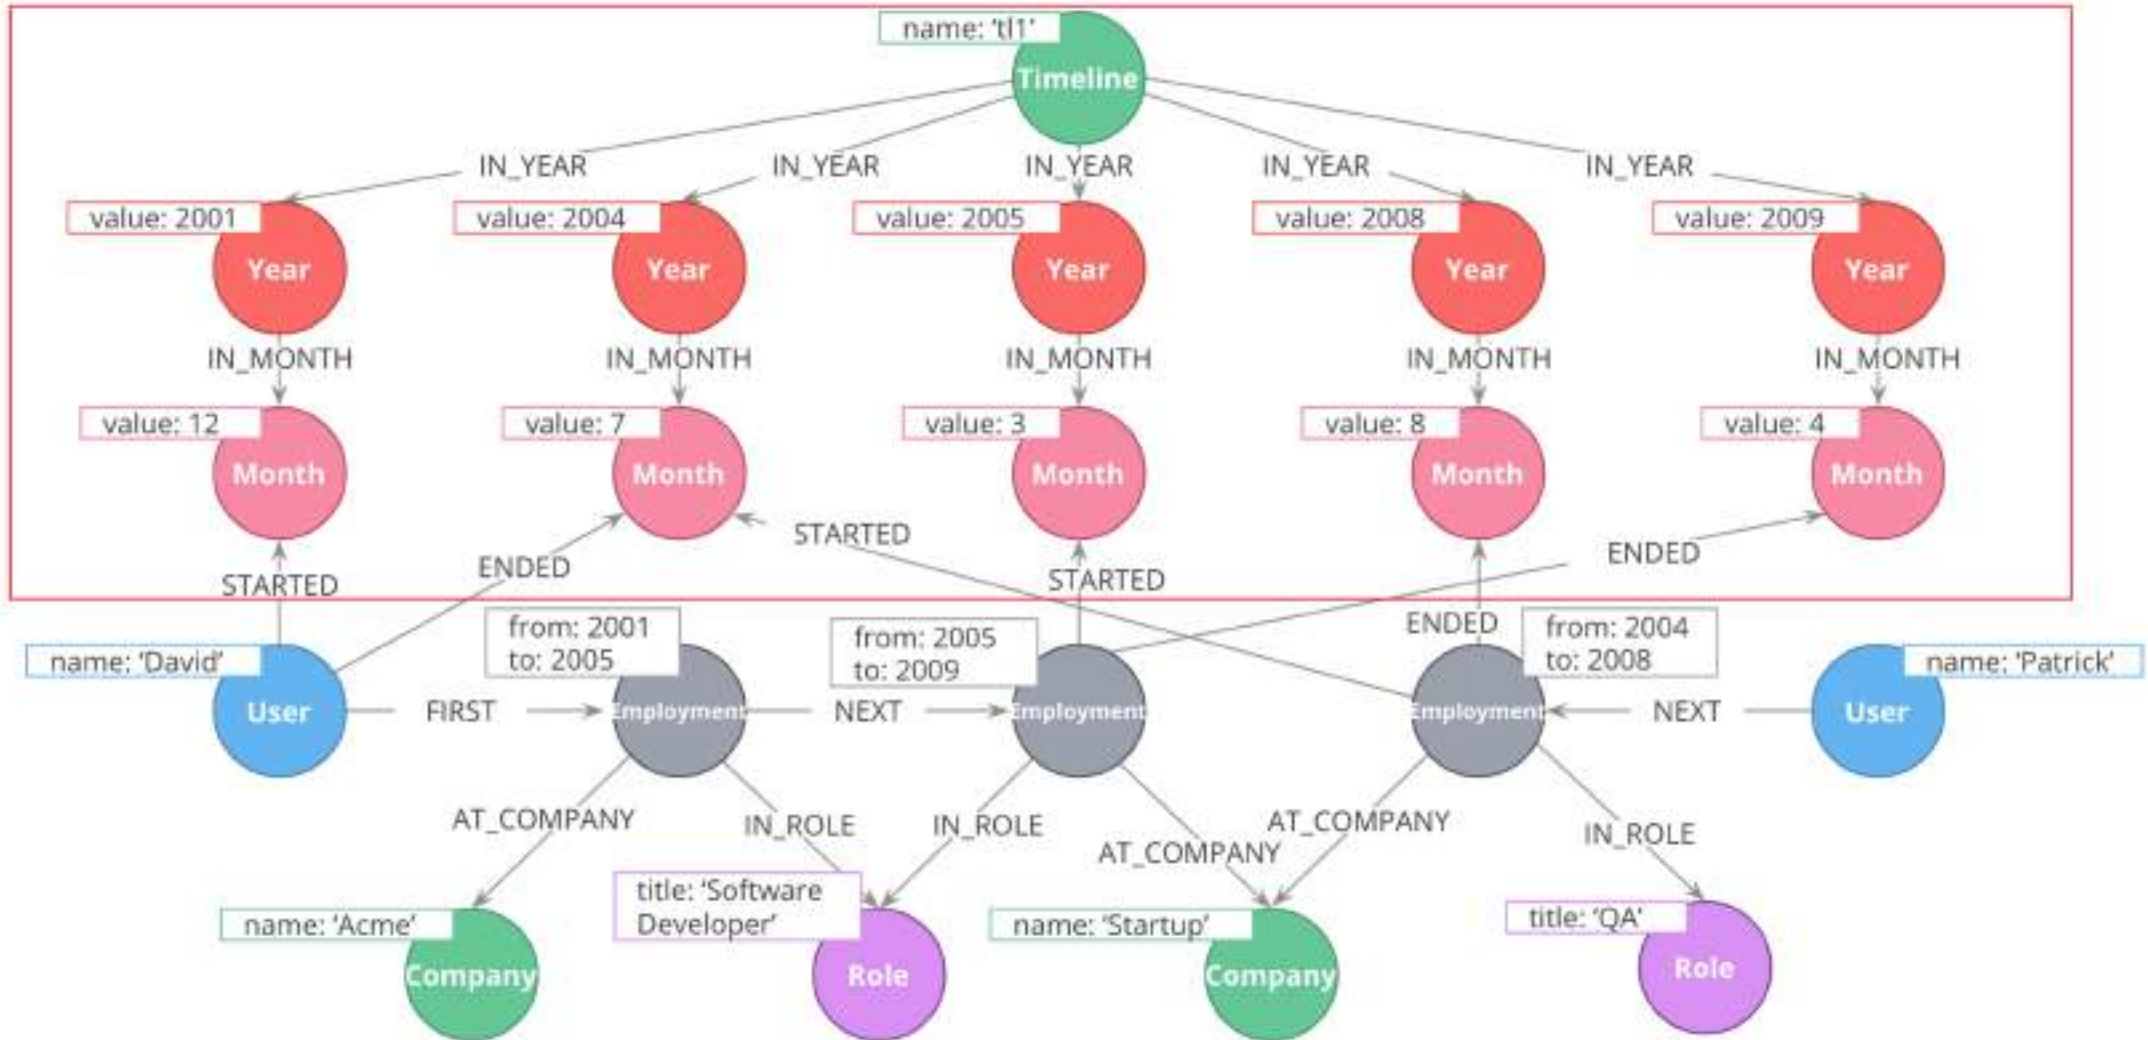 name: ‘tl1’
Timeline
IN_YEAR
IN_YEAR
IN_YEAR
IN_YEAR
IN_YEAR
value: 2001
value: 2004
value: 2005
value: 2008
value: 2009
Year
Year
Year
Year
Year
IN_MONTH
IN_MONTH
IN_MONTH
IN_MONTH
IN_MONTH
value: 12
value: 7
value: 3
value: 8
value: 4
Month
Month
Month
Month
Month
STARTED
ENDED
STARTED
STARTED
ENDED
ENDED
name: ‘David’
from: 2001
to: 2005
from: 2005
to: 2009
from: 2004
to: 2008
name: ‘Patrick’
User
FIRST
Employment
NEXT
Employment
Employment
NEXT
User
AT_COMPANY
IN_ROLE
IN_ROLE
AT_COMPANY
AT_COMPANY
IN_ROLE
name: ‘Acme’
Company
title: ‘Software
Developer’
Role
name: ‘Startup’
Company
title: ‘QA’
Role